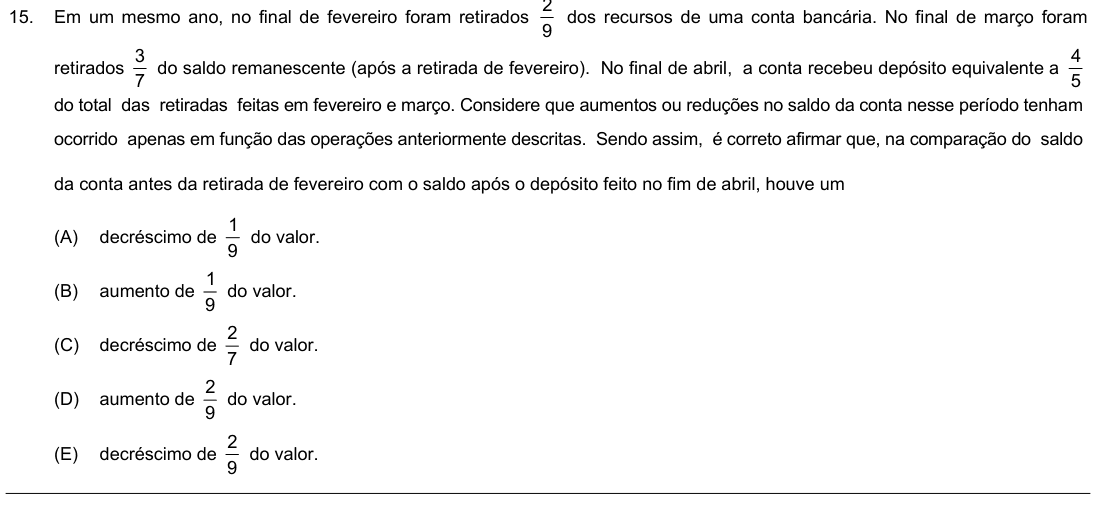 15. Em um mesmo ano, no final de fevereiro foram retirados 2/9 dos recursos de uma conta bancária. No final de março foram
retirados 3/7 do saldo remanescente (após a retirada de fevereiro). No final de abril, a conta recebeu depósito equivalente a 4/5
do total das retiradas feitas em fevereiro e março. Considere que aumentos ou reduções no saldo da conta nesse período tenham
ocorrido apenas em função das operações anteriormente descritas. Sendo assim, é correto afirmar que, na comparação do saldo
da conta antes da retirada de fevereiro com o saldo após o depósito feito no fim de abril, houve um
(A) decréscimo de 1/9 do valor.
(B) aumento de 1/9 do valor.
(C) decréscimo de 2/7 do valor.
(D) aumento de 2/9 do valor.
(E) decréscimo de 2/9 do valor.